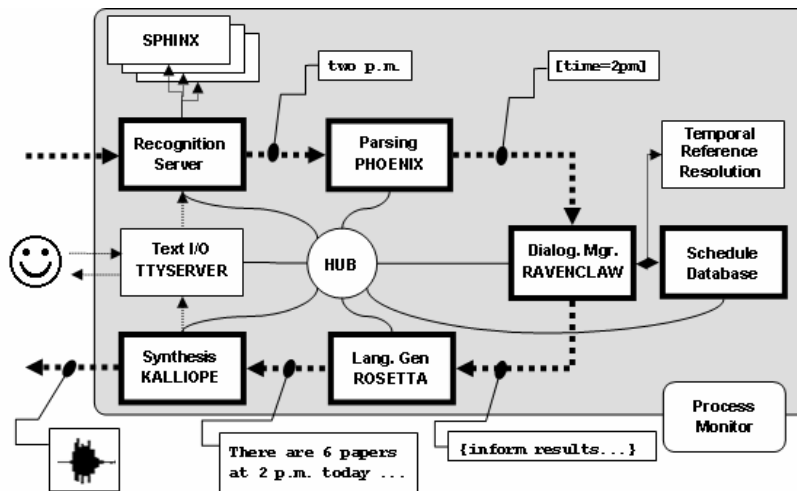 SPHINX
two p.m.
[time=2pm]
Recognition
Server
Parsing
PHOENIX
Temporal
Reference
Resolution
Text I/O
TTYSERVER
HUB
Dialog. Mgr.
RAVENCLAW
Schedule
Database
Synthesis
KALLIOPE
Lang. Gen
ROSETTA
Process
Monitor
There are 6 papers
at 2 p.m. today ...
{inform results...}